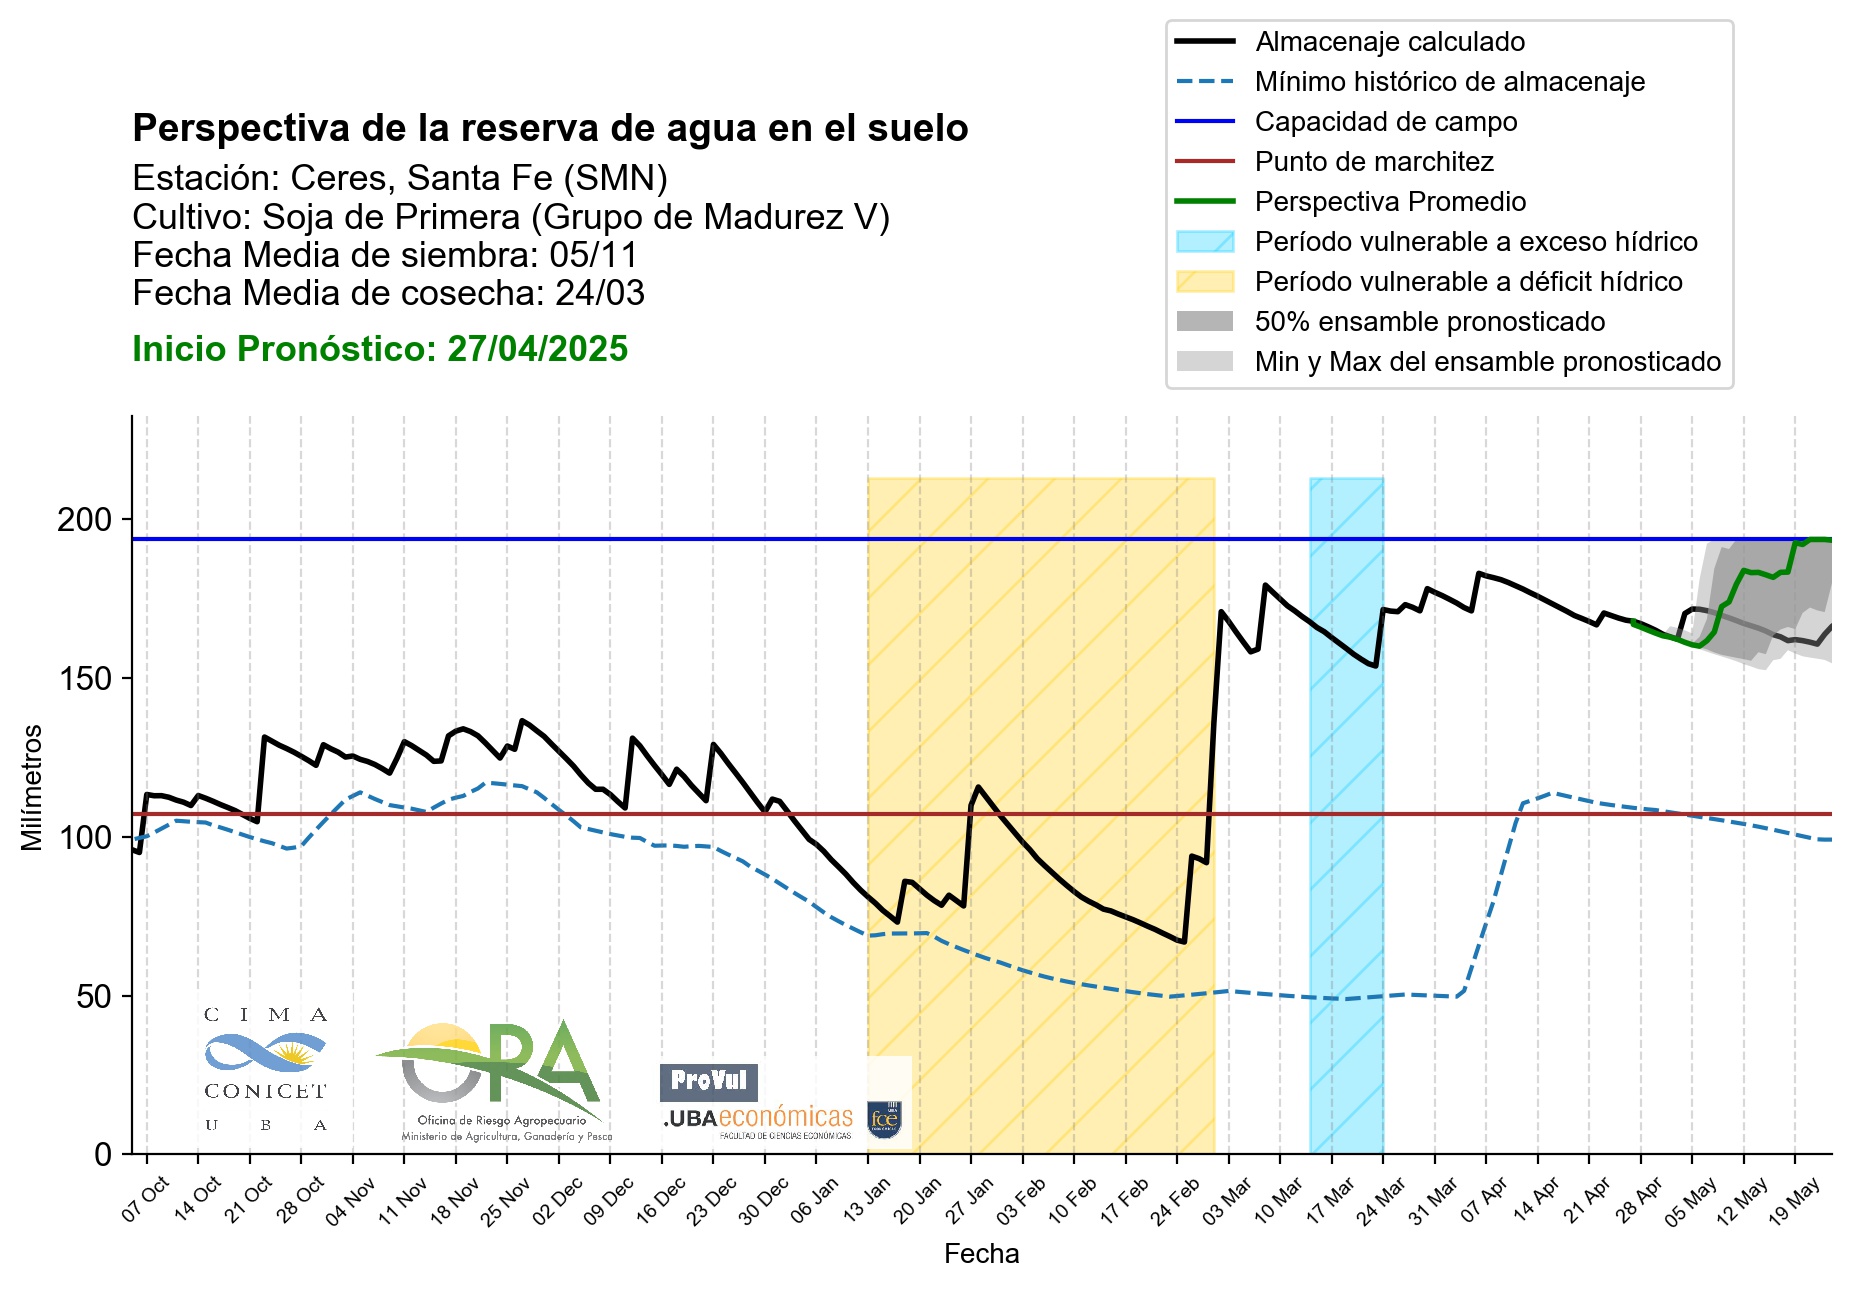 Almacenaje calculado
Mínimo histórico de almacenaje
Capacidad de campo
Punto de marchitez
Perspectiva Promedio
Período vulnerable a exceso hídrico
Período vulnerable a déficit hídrico
50% ensamble pronosticado
Min y Max del ensamble pronosticado
Perspectiva de la reserva de agua en el suelo
Estación: Ceres, Santa Fe (SMN)
Cultivo: Soja de Primera (Grupo de Madurez V)
Fecha Media de siembra: 05/11
Fecha Media de cosecha: 24/03
Inicio Pronóstico: 27/04/2025
200
150
100
50
0
Milímetros
CIMA
CONICET
UBA
ORA
Oficina de Riesgo Agropecuario
Ministerio de Agricultura, Ganadería y Pesca
ProVul
.UBAeconómicas
FACULTAD DE CIENCIAS ECONÓMICAS
UBA
fce
07 Oct
14 Oct
21 Oct
28 Oct
04 Nov
11 Nov
18 Nov
25 Nov
02 Dec
09 Dec
16 Dec
23 Dec
30 Dec
06 Jan
13 Jan
20 Jan
27 Jan
03 Feb
10 Feb
17 Feb
24 Feb
03 Mar
10 Mar
17 Mar
24 Mar
31 Mar
07 Apr
14 Apr
21 Apr
28 Apr
05 May
12 May
19 May
Fecha